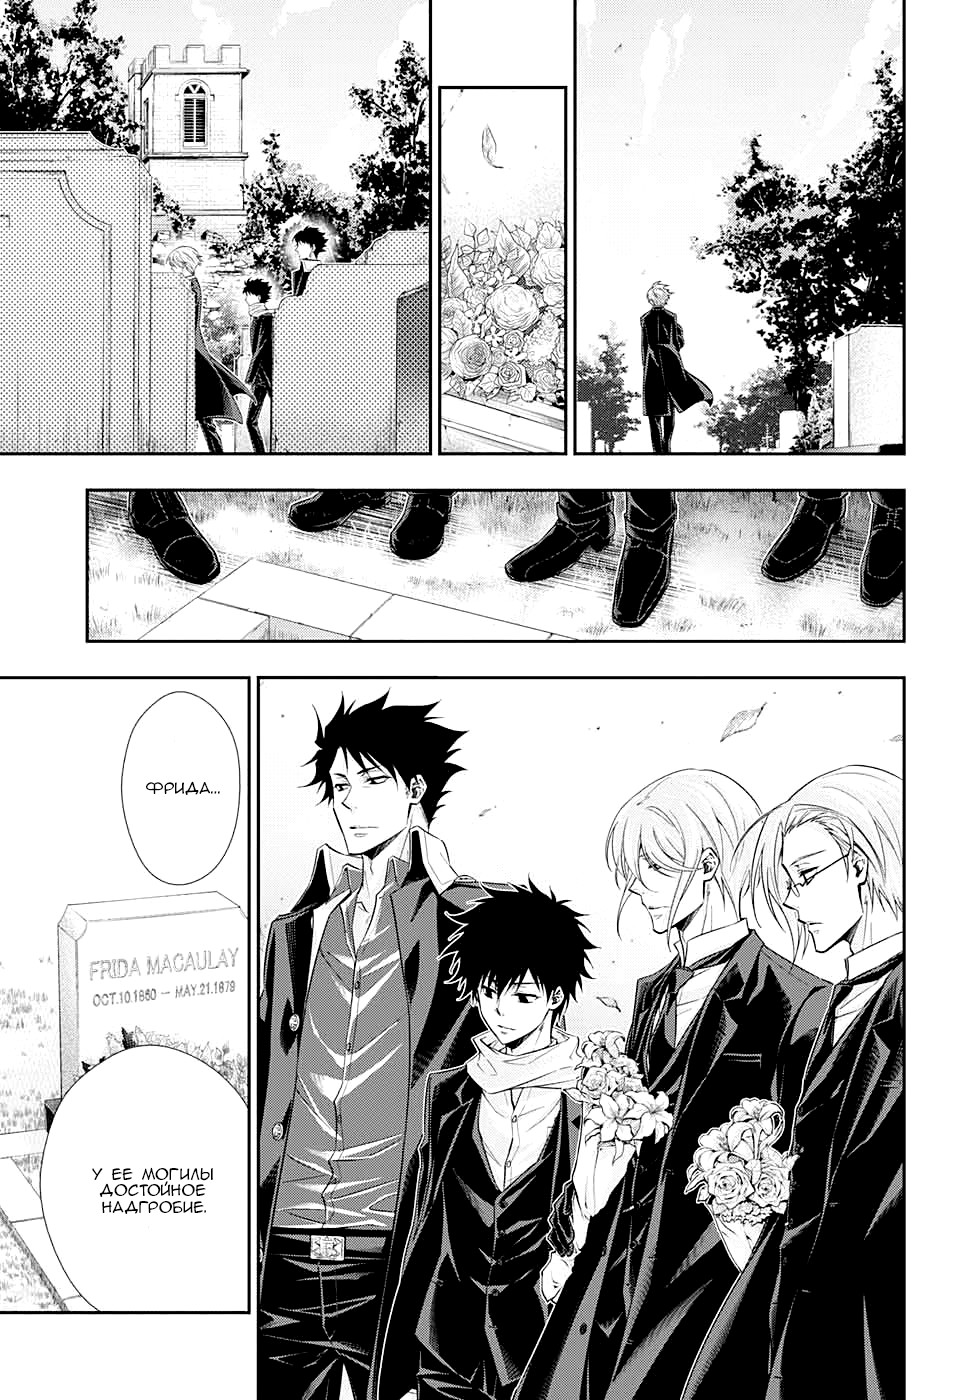 ФРИДА...
FRIDA MACAULAY
OCT.10.1860 — MAY.21.1879
У ЕЕ МОГИЛЫ
ДОСТОЙНОЕ
НАДГРОБИЕ.